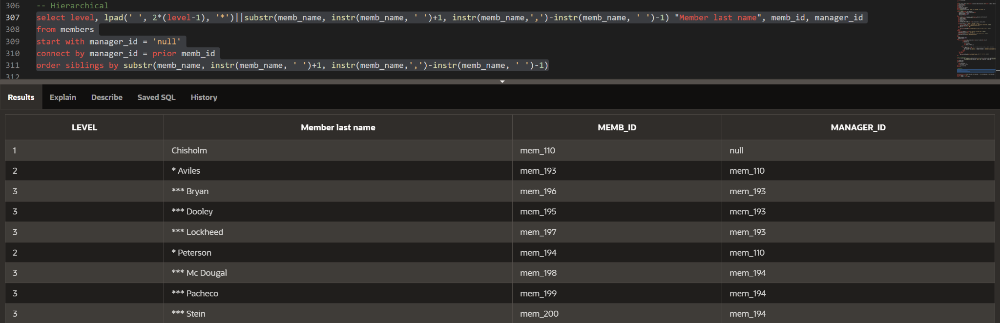 306 -- Hierarchical
307 select level, lpad(' ', 2*(level-1), '*')||substr(memb_name, instr(memb_name, ' ')+1, instr(memb_name,',')-instr(memb_name, ' ')-1) "Member last name", memb_id, manager_id
308 from members
309 start with manager_id = 'null'
310 connect by manager_id = prior memb_id
311 order siblings by substr(memb_name, instr(memb_name, ' ')+1, instr(memb_name,',')-instr(memb_name, ' ')-1)
312
Results Explain Describe Saved SQL History
LEVEL Member last name MEMB_ID MANAGER_ID
1 Chisholm mem_110 null
2 * Aviles mem_193 mem_110
3 *** Bryan mem_196 mem_193
3 *** Dooley mem_195 mem_193
3 *** Lockheed mem_197 mem_193
2 * Peterson mem_194 mem_110
3 *** Mc Dougal mem_198 mem_194
3 *** Pacheco mem_199 mem_194
3 *** Stein mem_200 mem_194